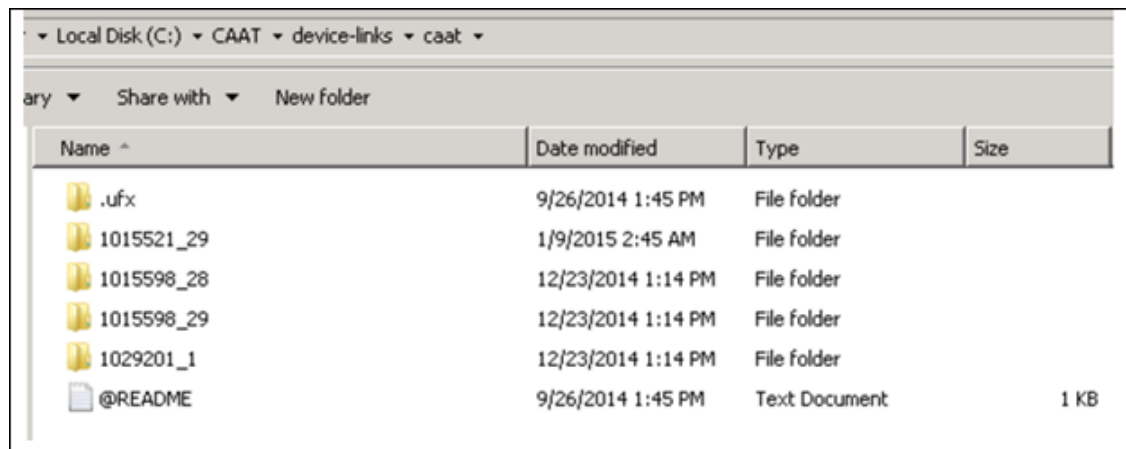 Local Disk (C:) CAAT device-links caat
ary Share with New folder
Name Date modified Type Size
.ufx 9/26/2014 1:45 PM File folder
1015521_29 1/9/2015 2:45 AM File folder
1015598_28 12/23/2014 1:14 PM File folder
1015598_29 12/23/2014 1:14 PM File folder
1029201_1 12/23/2014 1:14 PM File folder
@README 9/26/2014 1:45 PM Text Document 1 KB